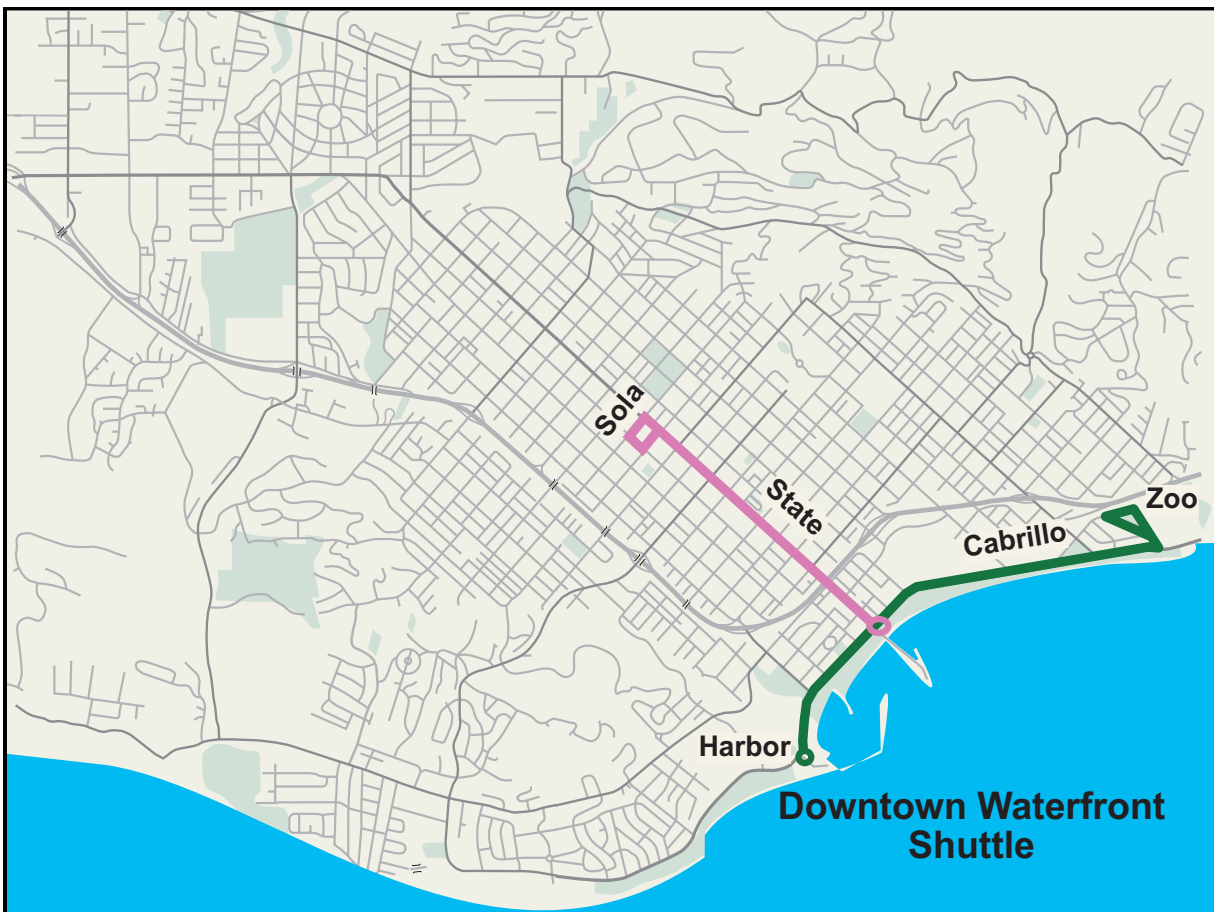 Sola
State
Zoo
Cabrillo
Harbor
Downtown Waterfront
Shuttle